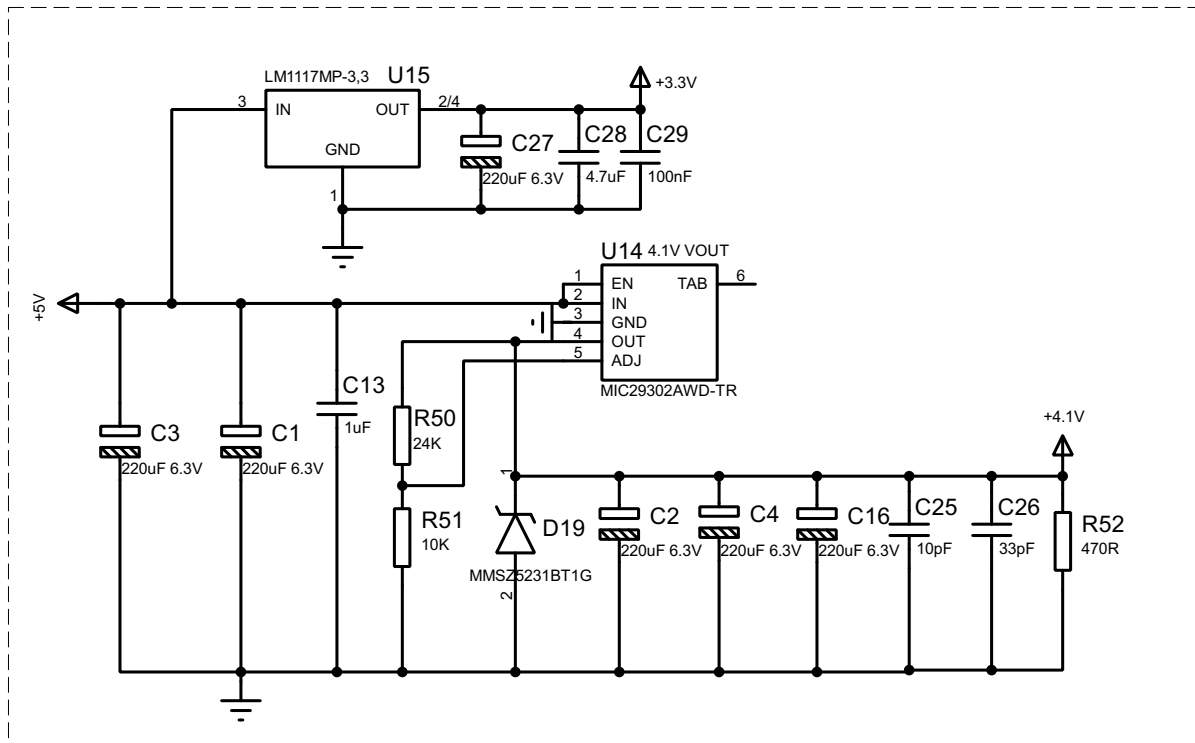 LM1117MP-3,3 U15
3 IN OUT 2/4
GND
1
+3.3V
C27
220uF 6.3V
C28
4.7uF
C29
100nF
U14 4.1V VOUT
1 EN TAB 6
2 IN
3 GND
4 OUT
5 ADJ
MIC29302AWD-TR
+5V
C3
220uF 6.3V
C1
220uF 6.3V
C13
1uF
R50
24K
R51
10K
1
D19
MMSZ5231BT1G
2
C2
220uF 6.3V
C4
220uF 6.3V
C16
220uF 6.3V
C25
10pF
C26
33pF
+4.1V
R52
470R